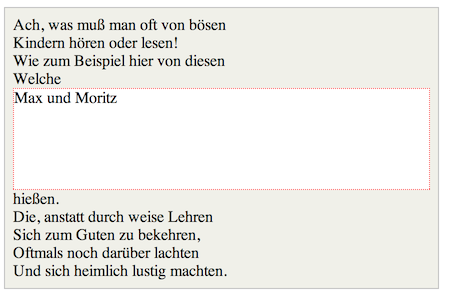 Ach, was muß man oft von bösen
Kindern hören oder lesen!
Wie zum Beispiel hier von diesen
Welche
Max und Moritz
hießen.
Die, anstatt durch weise Lehren
Sich zum Guten zu bekehren,
Oftmals noch darüber lachten
Und sich heimlich lustig machten.